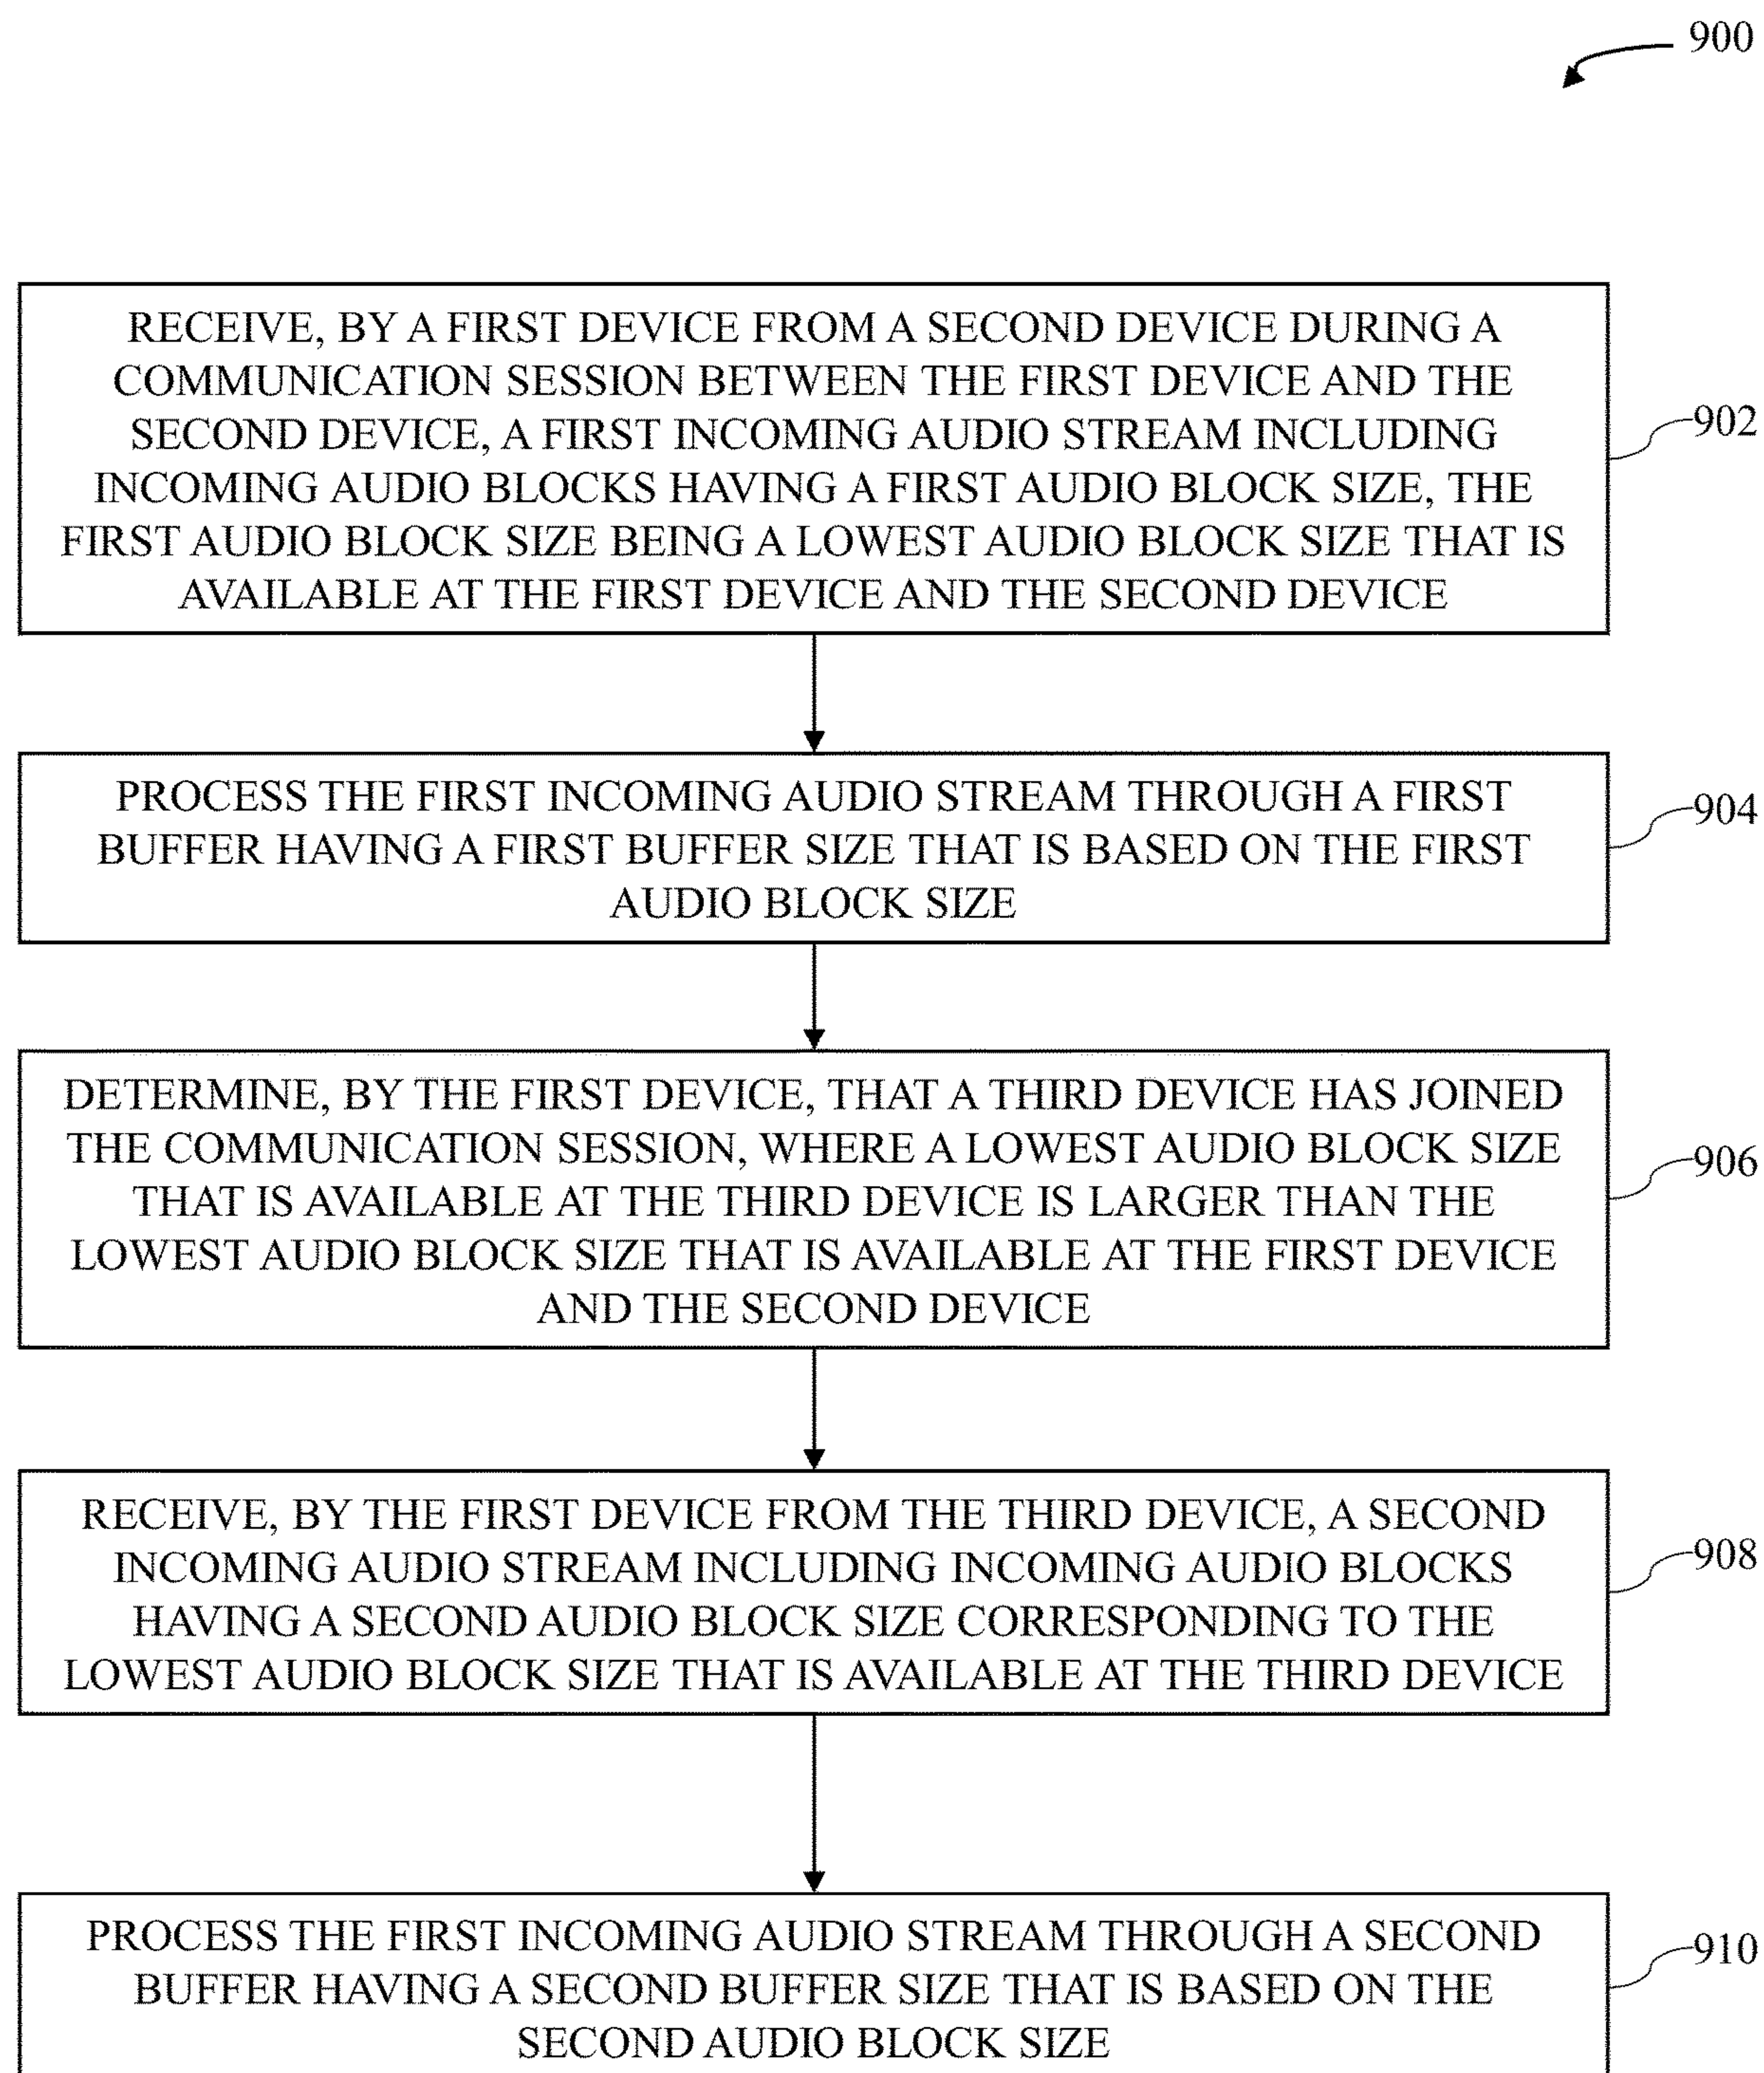 900
RECEIVE, BY A FIRST DEVICE FROM A SECOND DEVICE DURING A
COMMUNICATION SESSION BETWEEN THE FIRST DEVICE AND THE
SECOND DEVICE, A FIRST INCOMING AUDIO STREAM INCLUDING
INCOMING AUDIO BLOCKS HAVING A FIRST AUDIO BLOCK SIZE, THE
FIRST AUDIO BLOCK SIZE BEING A LOWEST AUDIO BLOCK SIZE THAT IS
AVAILABLE AT THE FIRST DEVICE AND THE SECOND DEVICE
902
PROCESS THE FIRST INCOMING AUDIO STREAM THROUGH A FIRST
BUFFER HAVING A FIRST BUFFER SIZE THAT IS BASED ON THE FIRST
AUDIO BLOCK SIZE
904
DETERMINE, BY THE FIRST DEVICE, THAT A THIRD DEVICE HAS JOINED
THE COMMUNICATION SESSION, WHERE A LOWEST AUDIO BLOCK SIZE
THAT IS AVAILABLE AT THE THIRD DEVICE IS LARGER THAN THE
LOWEST AUDIO BLOCK SIZE THAT IS AVAILABLE AT THE FIRST DEVICE
AND THE SECOND DEVICE
906
RECEIVE, BY THE FIRST DEVICE FROM THE THIRD DEVICE, A SECOND
INCOMING AUDIO STREAM INCLUDING INCOMING AUDIO BLOCKS
HAVING A SECOND AUDIO BLOCK SIZE CORRESPONDING TO THE
LOWEST AUDIO BLOCK SIZE THAT IS AVAILABLE AT THE THIRD DEVICE
908
PROCESS THE FIRST INCOMING AUDIO STREAM THROUGH A SECOND
BUFFER HAVING A SECOND BUFFER SIZE THAT IS BASED ON THE
SECOND AUDIO BLOCK SIZE
910